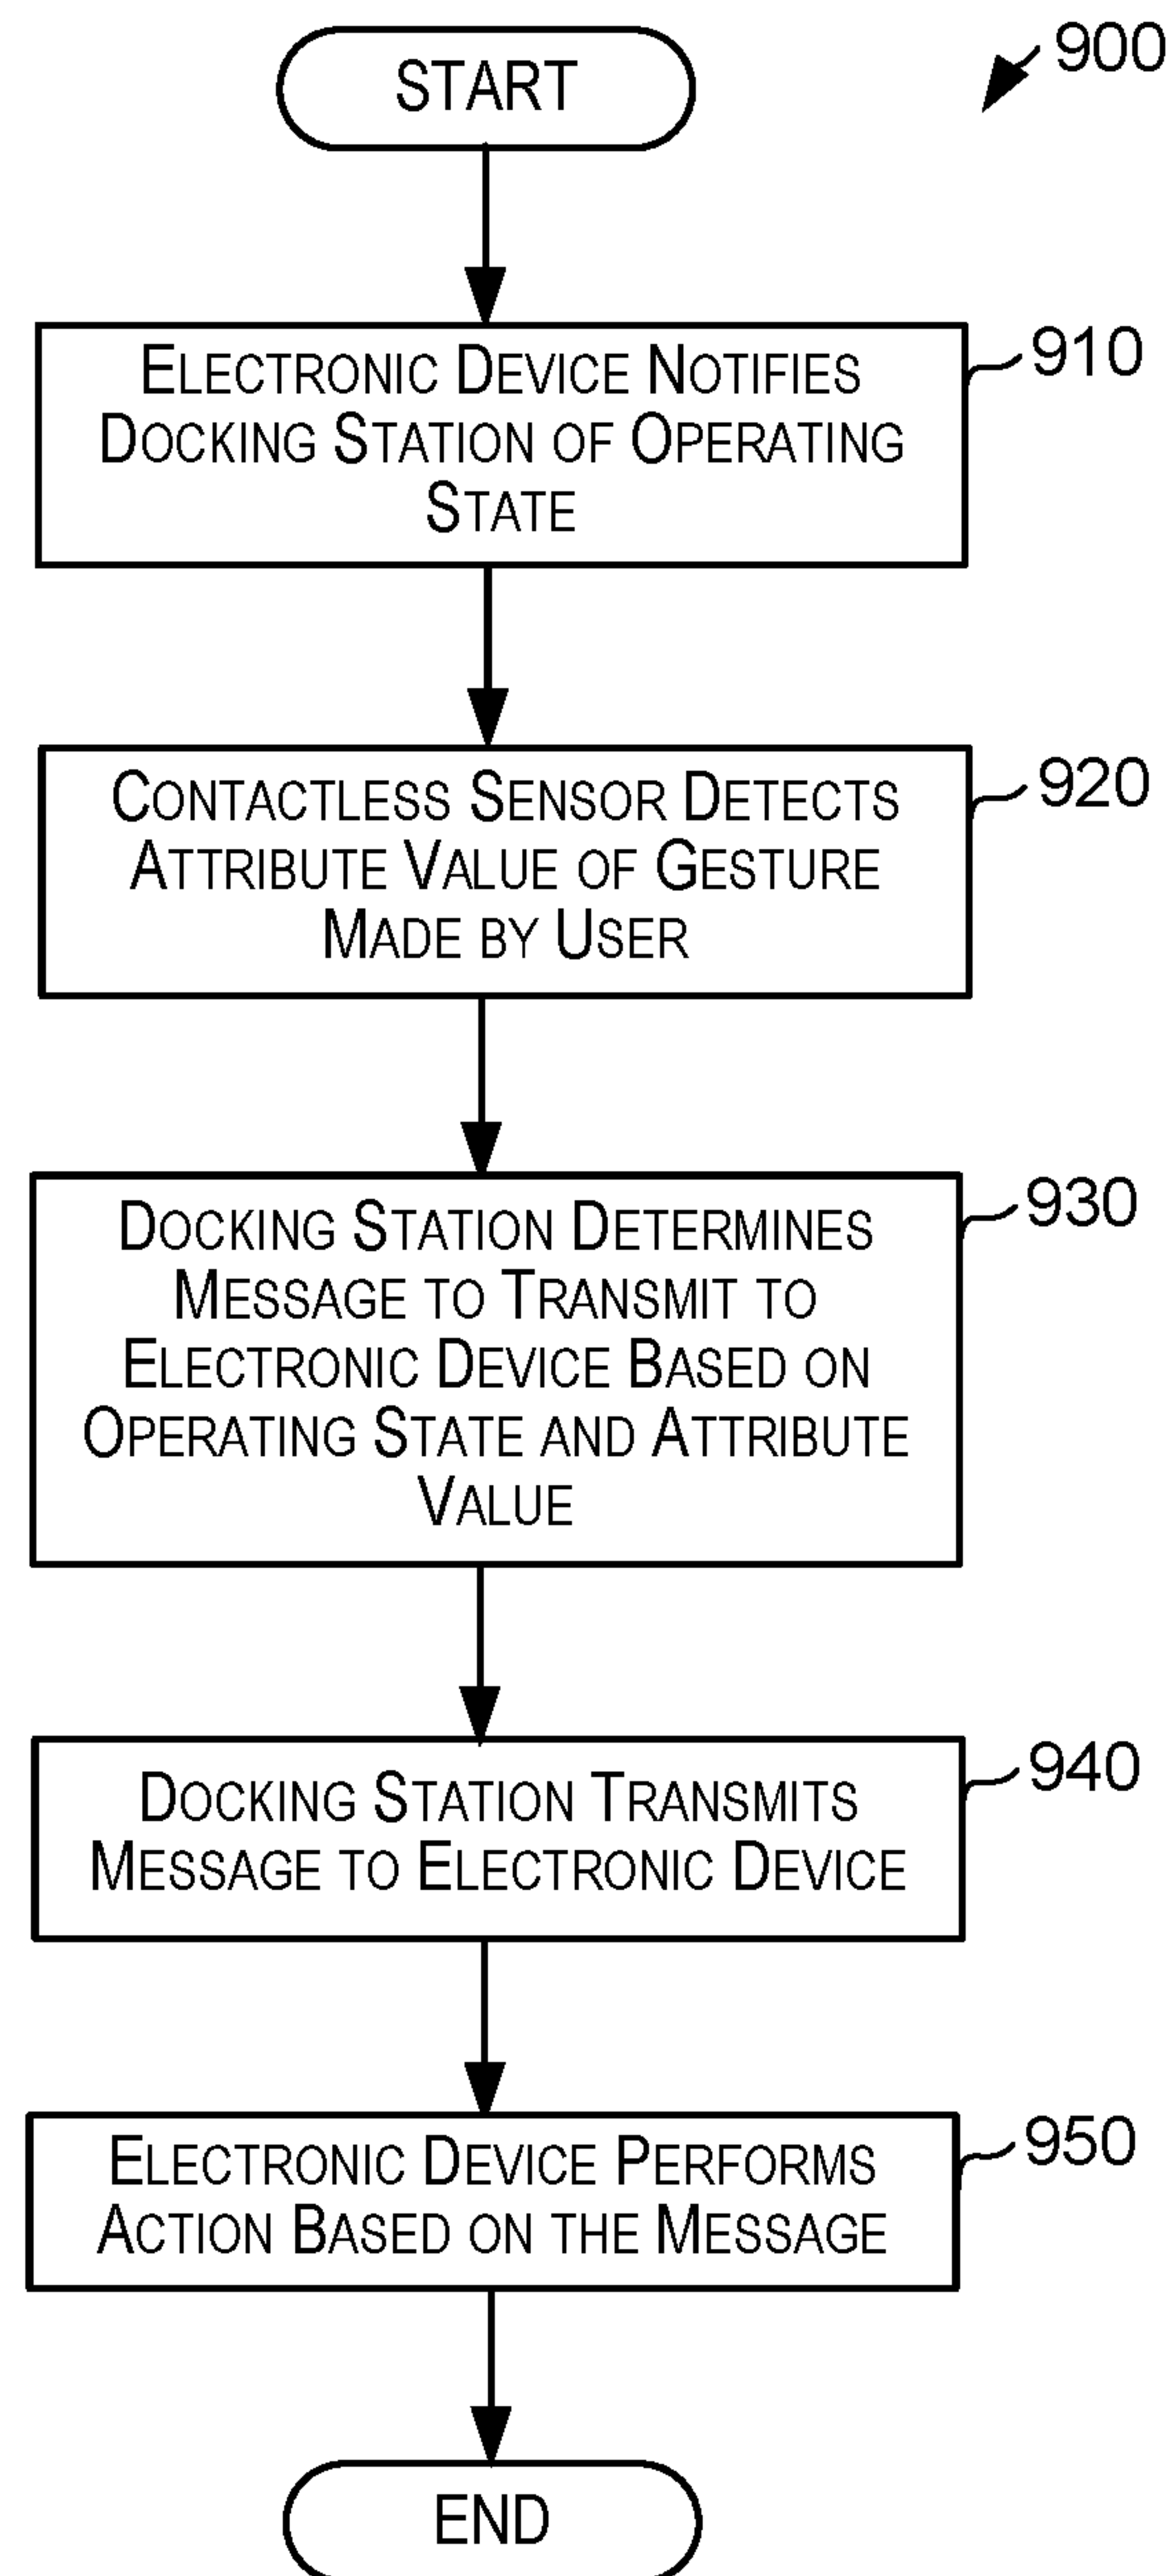 START
900
ELECTRONIC DEVICE NOTIFIES
DOCKING STATION OF OPERATING
STATE
910
CONTACTLESS SENSOR DETECTS
ATTRIBUTE VALUE OF GESTURE
MADE BY USER
920
DOCKING STATION DETERMINES
MESSAGE TO TRANSMIT TO
ELECTRONIC DEVICE BASED ON
OPERATING STATE AND ATTRIBUTE
VALUE
930
DOCKING STATION TRANSMITS
MESSAGE TO ELECTRONIC DEVICE
940
ELECTRONIC DEVICE PERFORMS
ACTION BASED ON THE MESSAGE
950
END